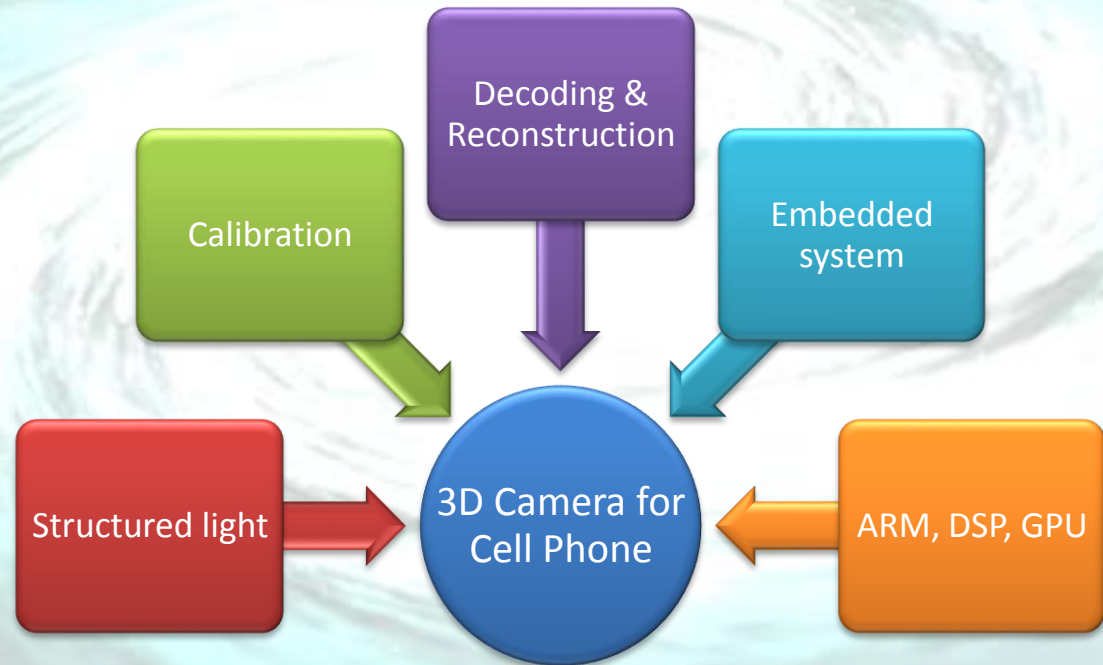 Decoding &
Reconstruction
Calibration
Embedded
system
Structured light
3D Camera for
Cell Phone
ARM, DSP, GPU